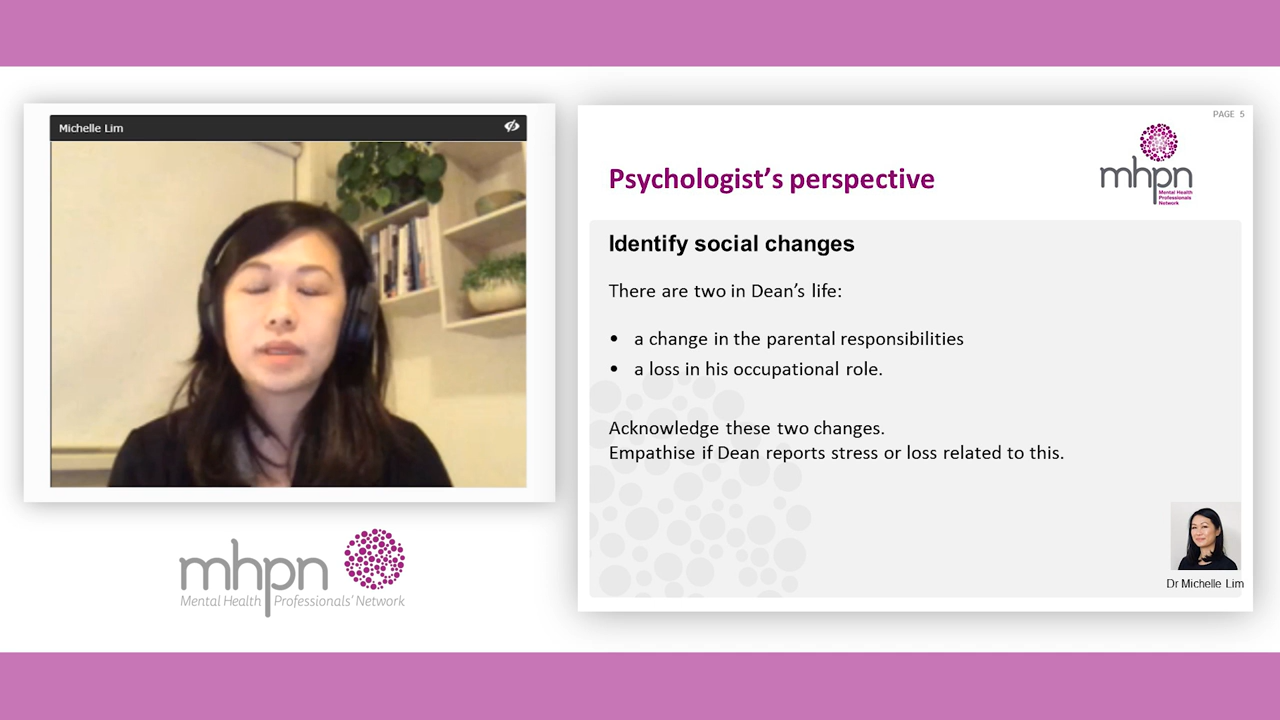 Michelle Lim
mhpn
Mental Health Professionals' Network
PAGE 5
mhpn
Mental Health
Professionals
Network
Psychologist's perspective
Identify social changes
There are two in Dean's life:
• a change in the parental responsibilities
• a loss in his occupational role.
Acknowledge these two changes.
Empathise if Dean reports stress or loss related to this.
Dr Michelle Lim